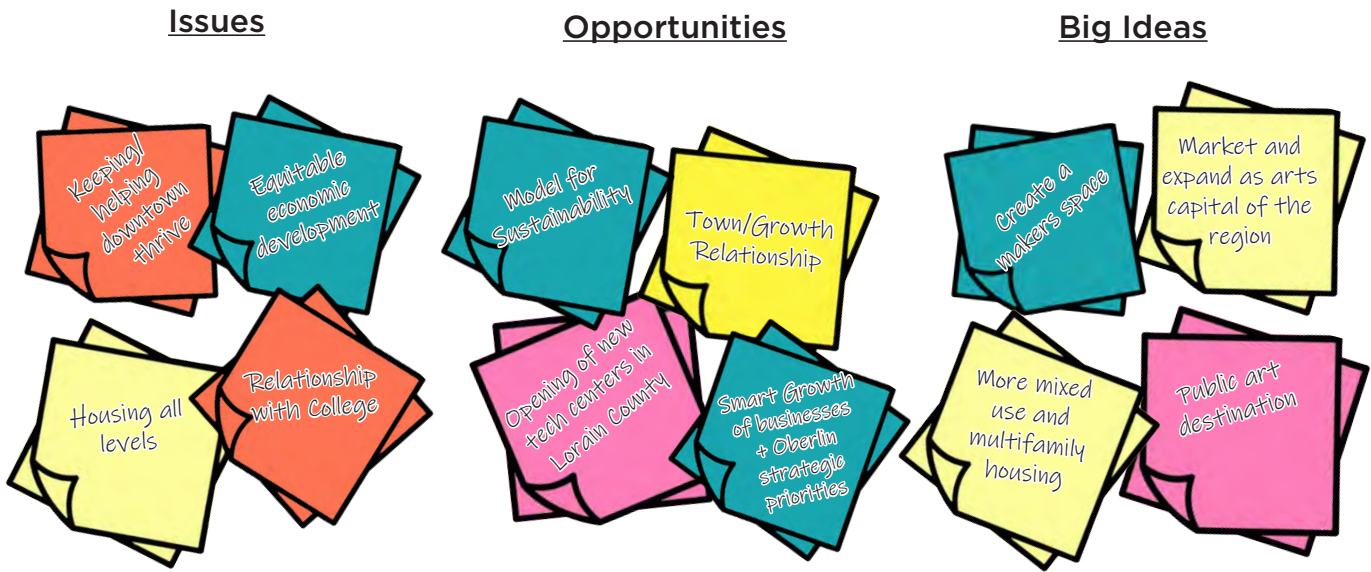 Issues
Keeping/
helping
downtown
thrive
Equitable
economic
development
Housing all
levels
Relationship
with College
Opportunities
Model for
Sustainability
Town/Growth
Relationship
Opening of new
tech centers in
Lorain County
Smart Growth
of businesses
+ Oberlin
strategic
priorities
Big Ideas
Create a
makers space
Market and
expand as arts
capital of the
region
More mixed
use and
multifamily
housing
Public art
destination